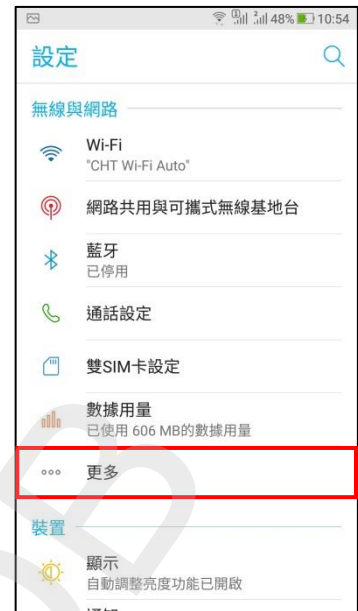 48% 10:54
設定
無線與網路
Wi-Fi
"CHT Wi-Fi Auto"
網路共用與可攜式無線基地台
藍牙
已停用
通話設定
雙SIM卡設定
數據用量
已使用 606 MB的數據用量
更多
裝置
顯示
自動調整亮度功能已開啟